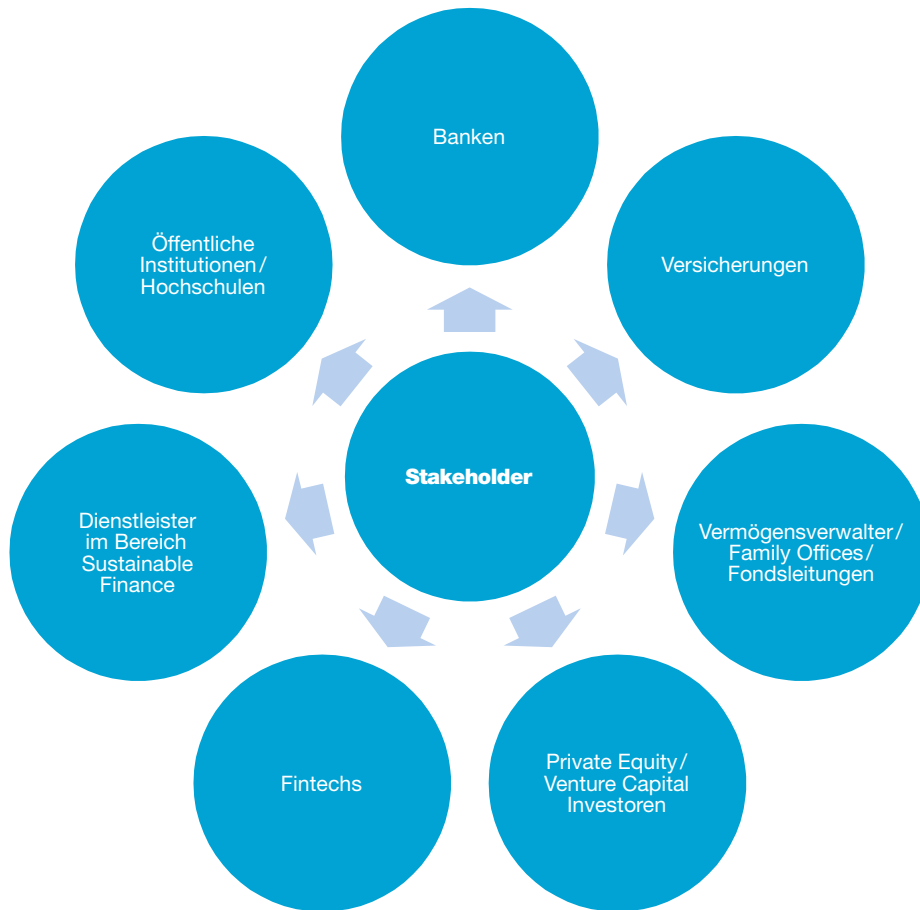 Banken
Versicherungen
Vermögensverwalter /
Family Offices /
Fondsleitungen
Private Equity /
Venture Capital
Investoren
Fintechs
Dienstleister
im Bereich
Sustainable
Finance
Öffentliche
Institutionen /
Hochschulen
Stakeholder